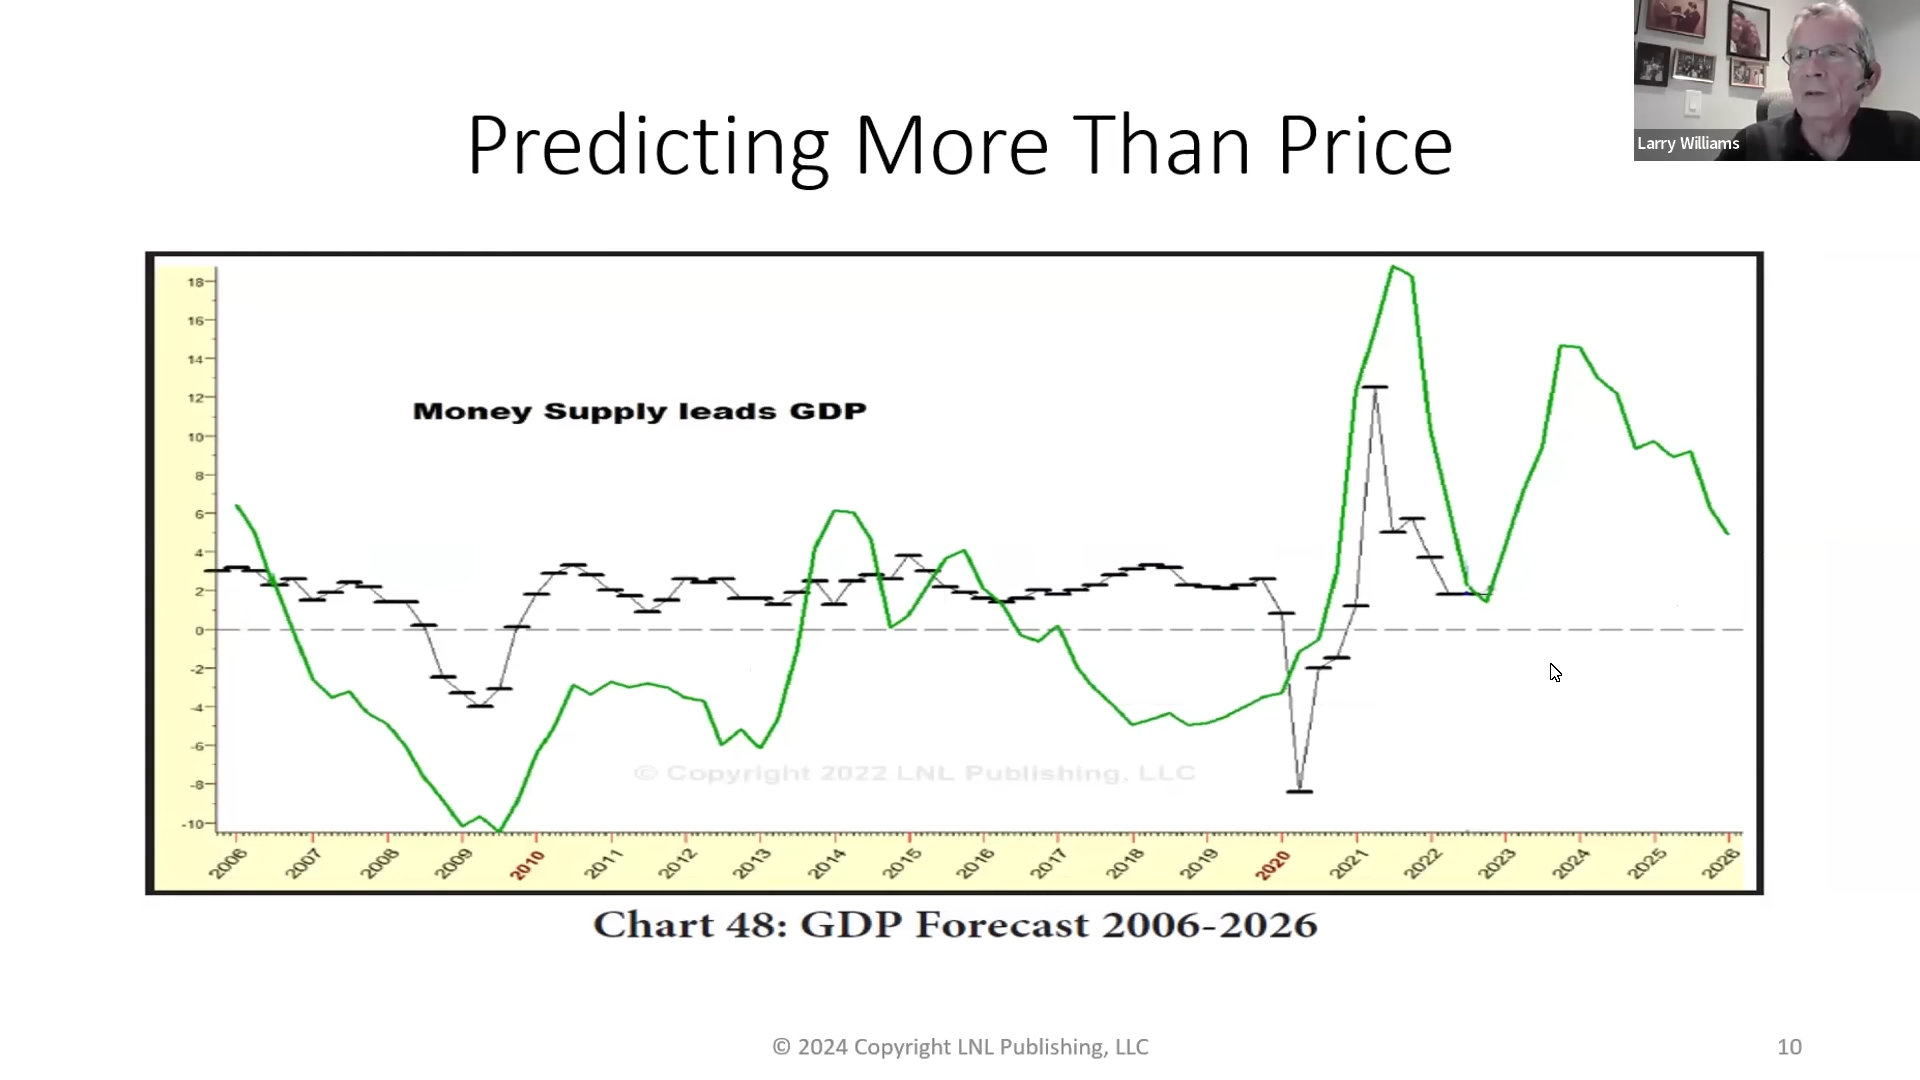 Larry Williams
Predicting More Than Price
18
16
14
12
10
8
6
4
2
0
-2
-4
-6
-8
-10
Money Supply leads GDP
© Copyright 2022 LNL Publishing, LLC
2006 2007 2008 2009 2010 2011 2012 2013 2014 2015 2016 2017 2018 2019 2020 2021 2022 2023 2024 2025 2026
Chart 48: GDP Forecast 2006-2026
© 2024 Copyright LNL Publishing, LLC
10